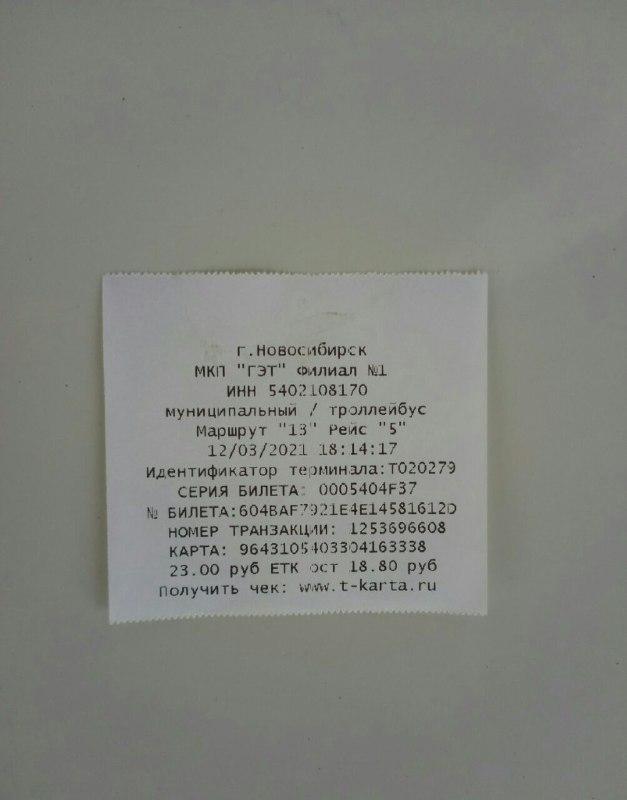 г.Новосибирск
МКП "ГЭТ" Филиал №1
ИНН 5402108170
муниципальный / троллейбус
Маршрут "13" Рейс "5"
12/03/2021 18:14:17
Идентификатор терминала:T020279
СЕРИЯ БИЛЕТА: 0005404F37
№ БИЛЕТА:604BAF7921E4E14581612D
НОМЕР ТРАНЗАКЦИИ: 1253696608
КАРТА: 9643105403304163338
23.00 руб ЕТК ост 18.80 руб
Получить чек: www.t-karta.ru